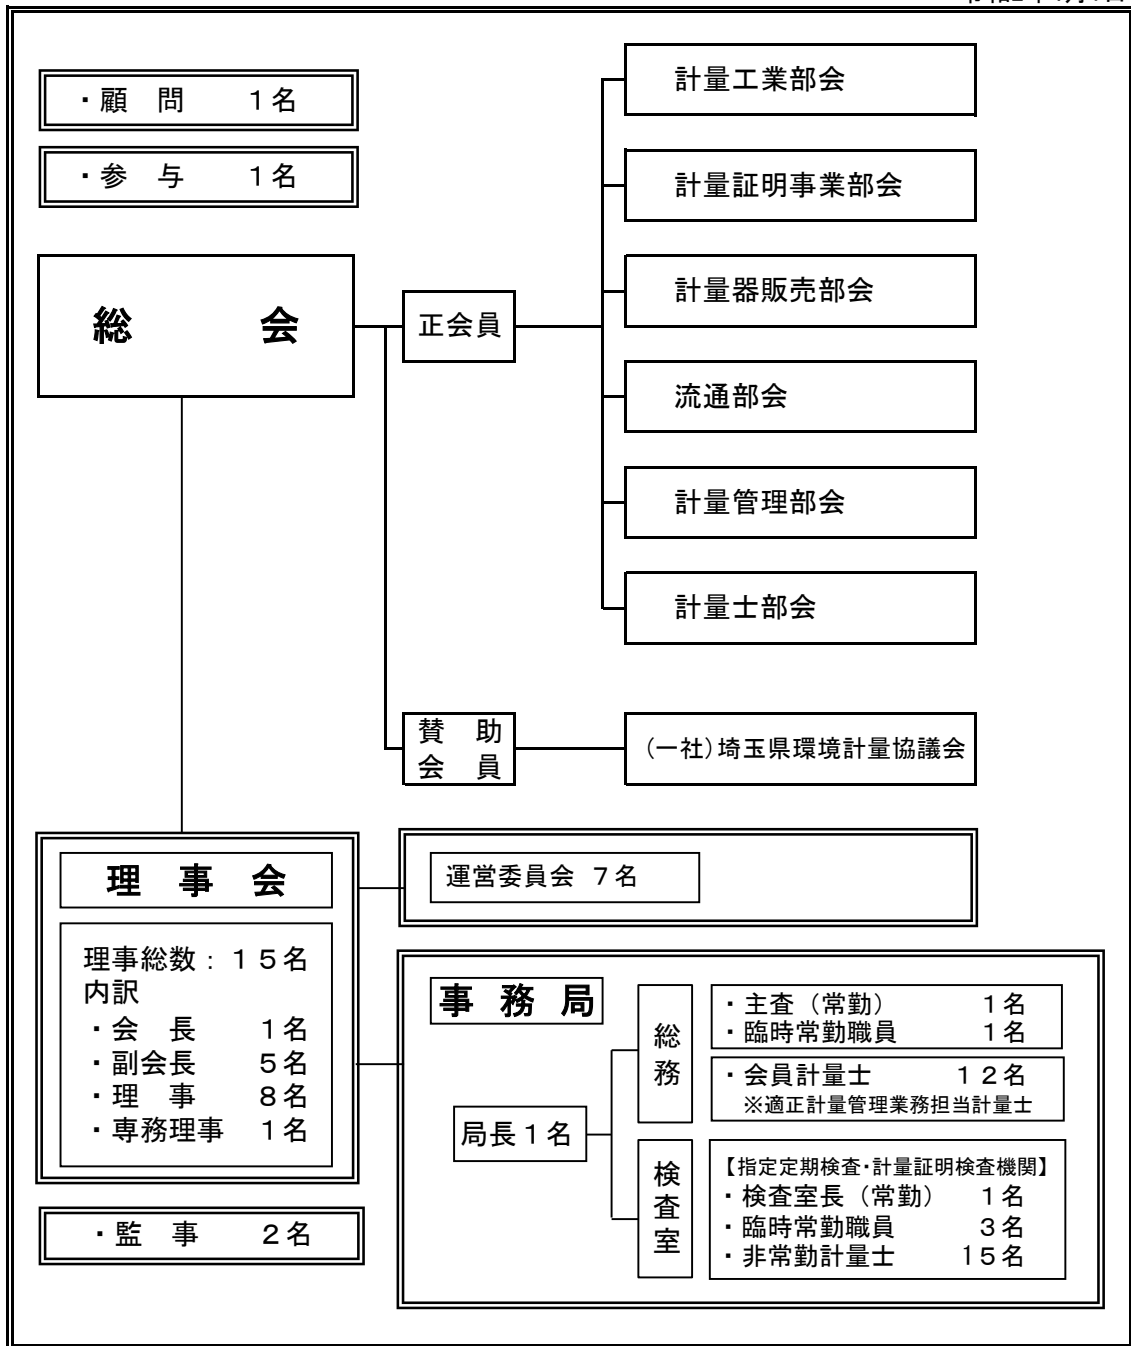 ・顧　問　　1名
・参　与　　1名
総　　　会
正会員
計量工業部会
計量証明事業部会
計量器販売部会
流通部会
計量管理部会
計量士部会
賛　助
会　員
(一社)埼玉県環境計量協議会
理　事　会
理事総数：１５名
内訳
・会　長　　1名
・副会長　　5名
・理　事　　8名
・専務理事　1名
・監　事　　2名
運営委員会 ７名
事 務 局
局長１名
総務
・主査（常勤）　　1名
・臨時常勤職員　　1名
・会員計量士　　１２名
※適正計量管理業務担当計量士
検査室
【指定定期検査・計量証明検査機関】
・検査室長（常勤）　1名
・臨時常勤職員　　3名
・非常勤計量士　　15名